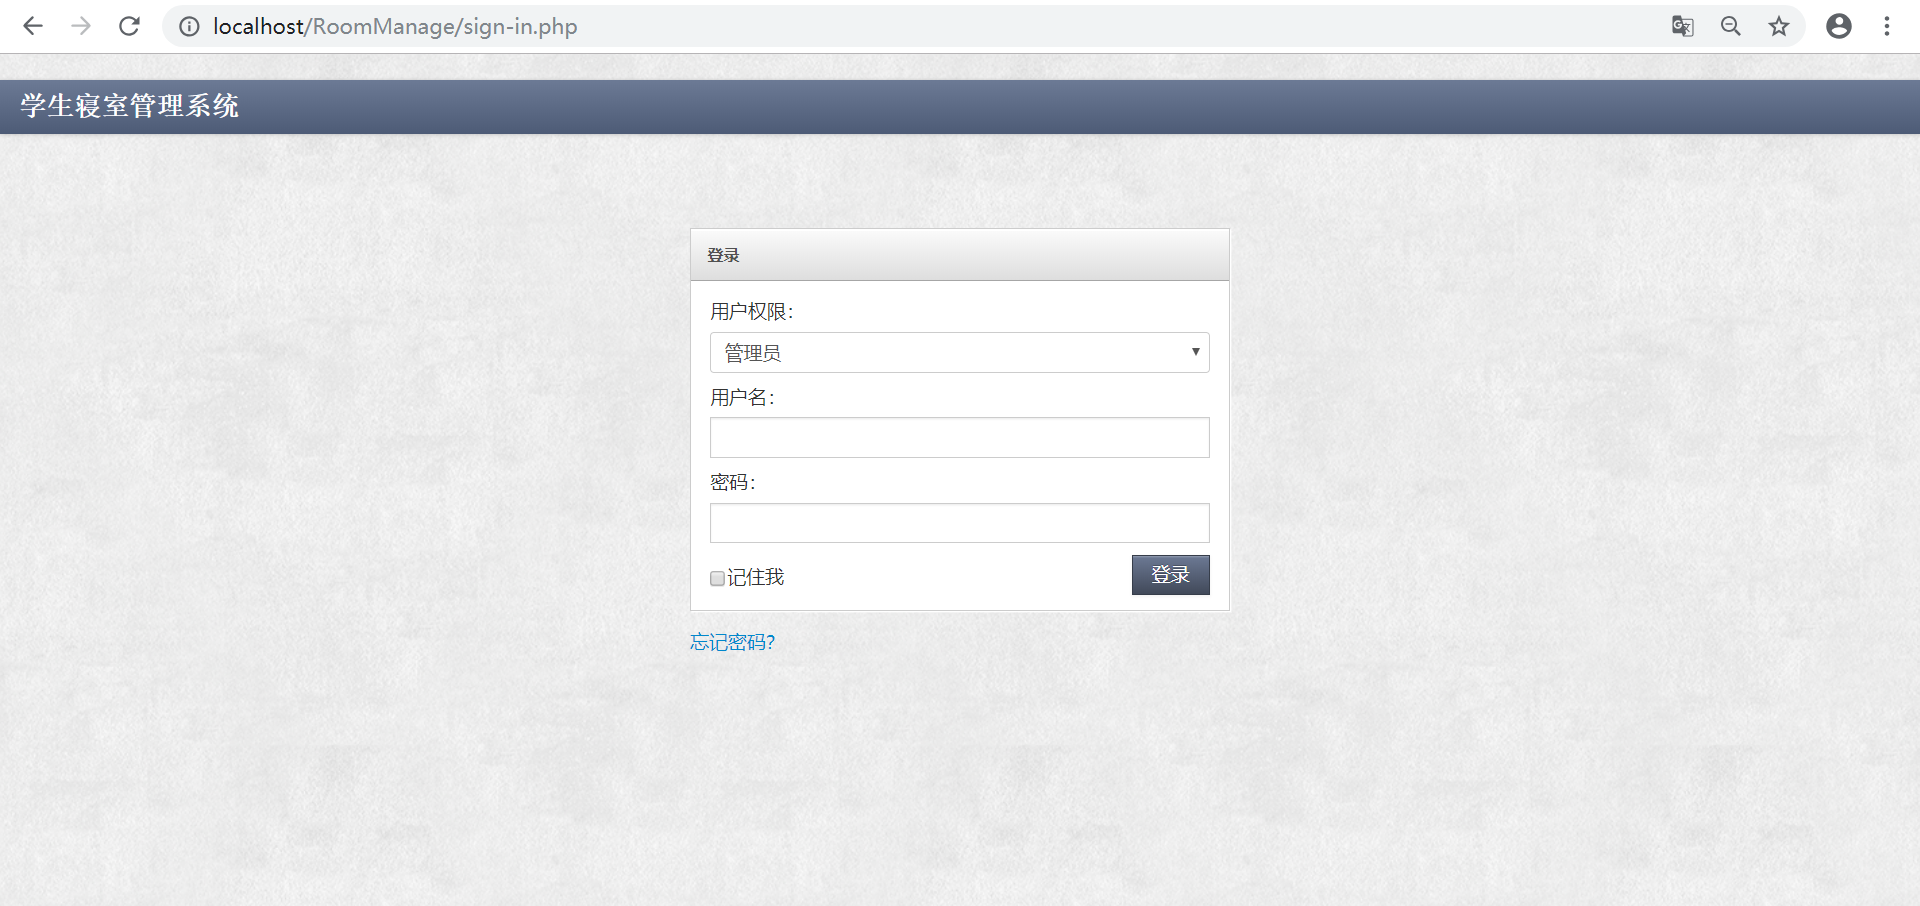 localhost/RoomManage/sign-in.php
学生寝室管理系统
登录
用户权限：
管理员
用户名：
密码：
记住我
登录
忘记密码?